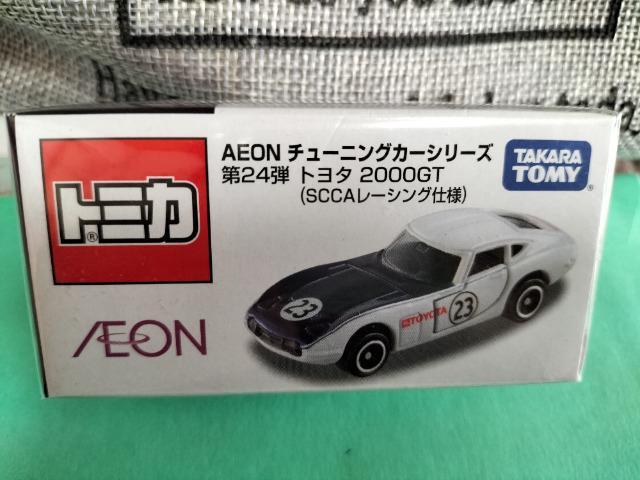 AEON チューニングカーシリーズ
第24弾 トヨタ 2000GT
(SCCAレーシング仕様)
TAKARA
TOMY
®
トミカ
®
AEON
23
TOYOTA
23